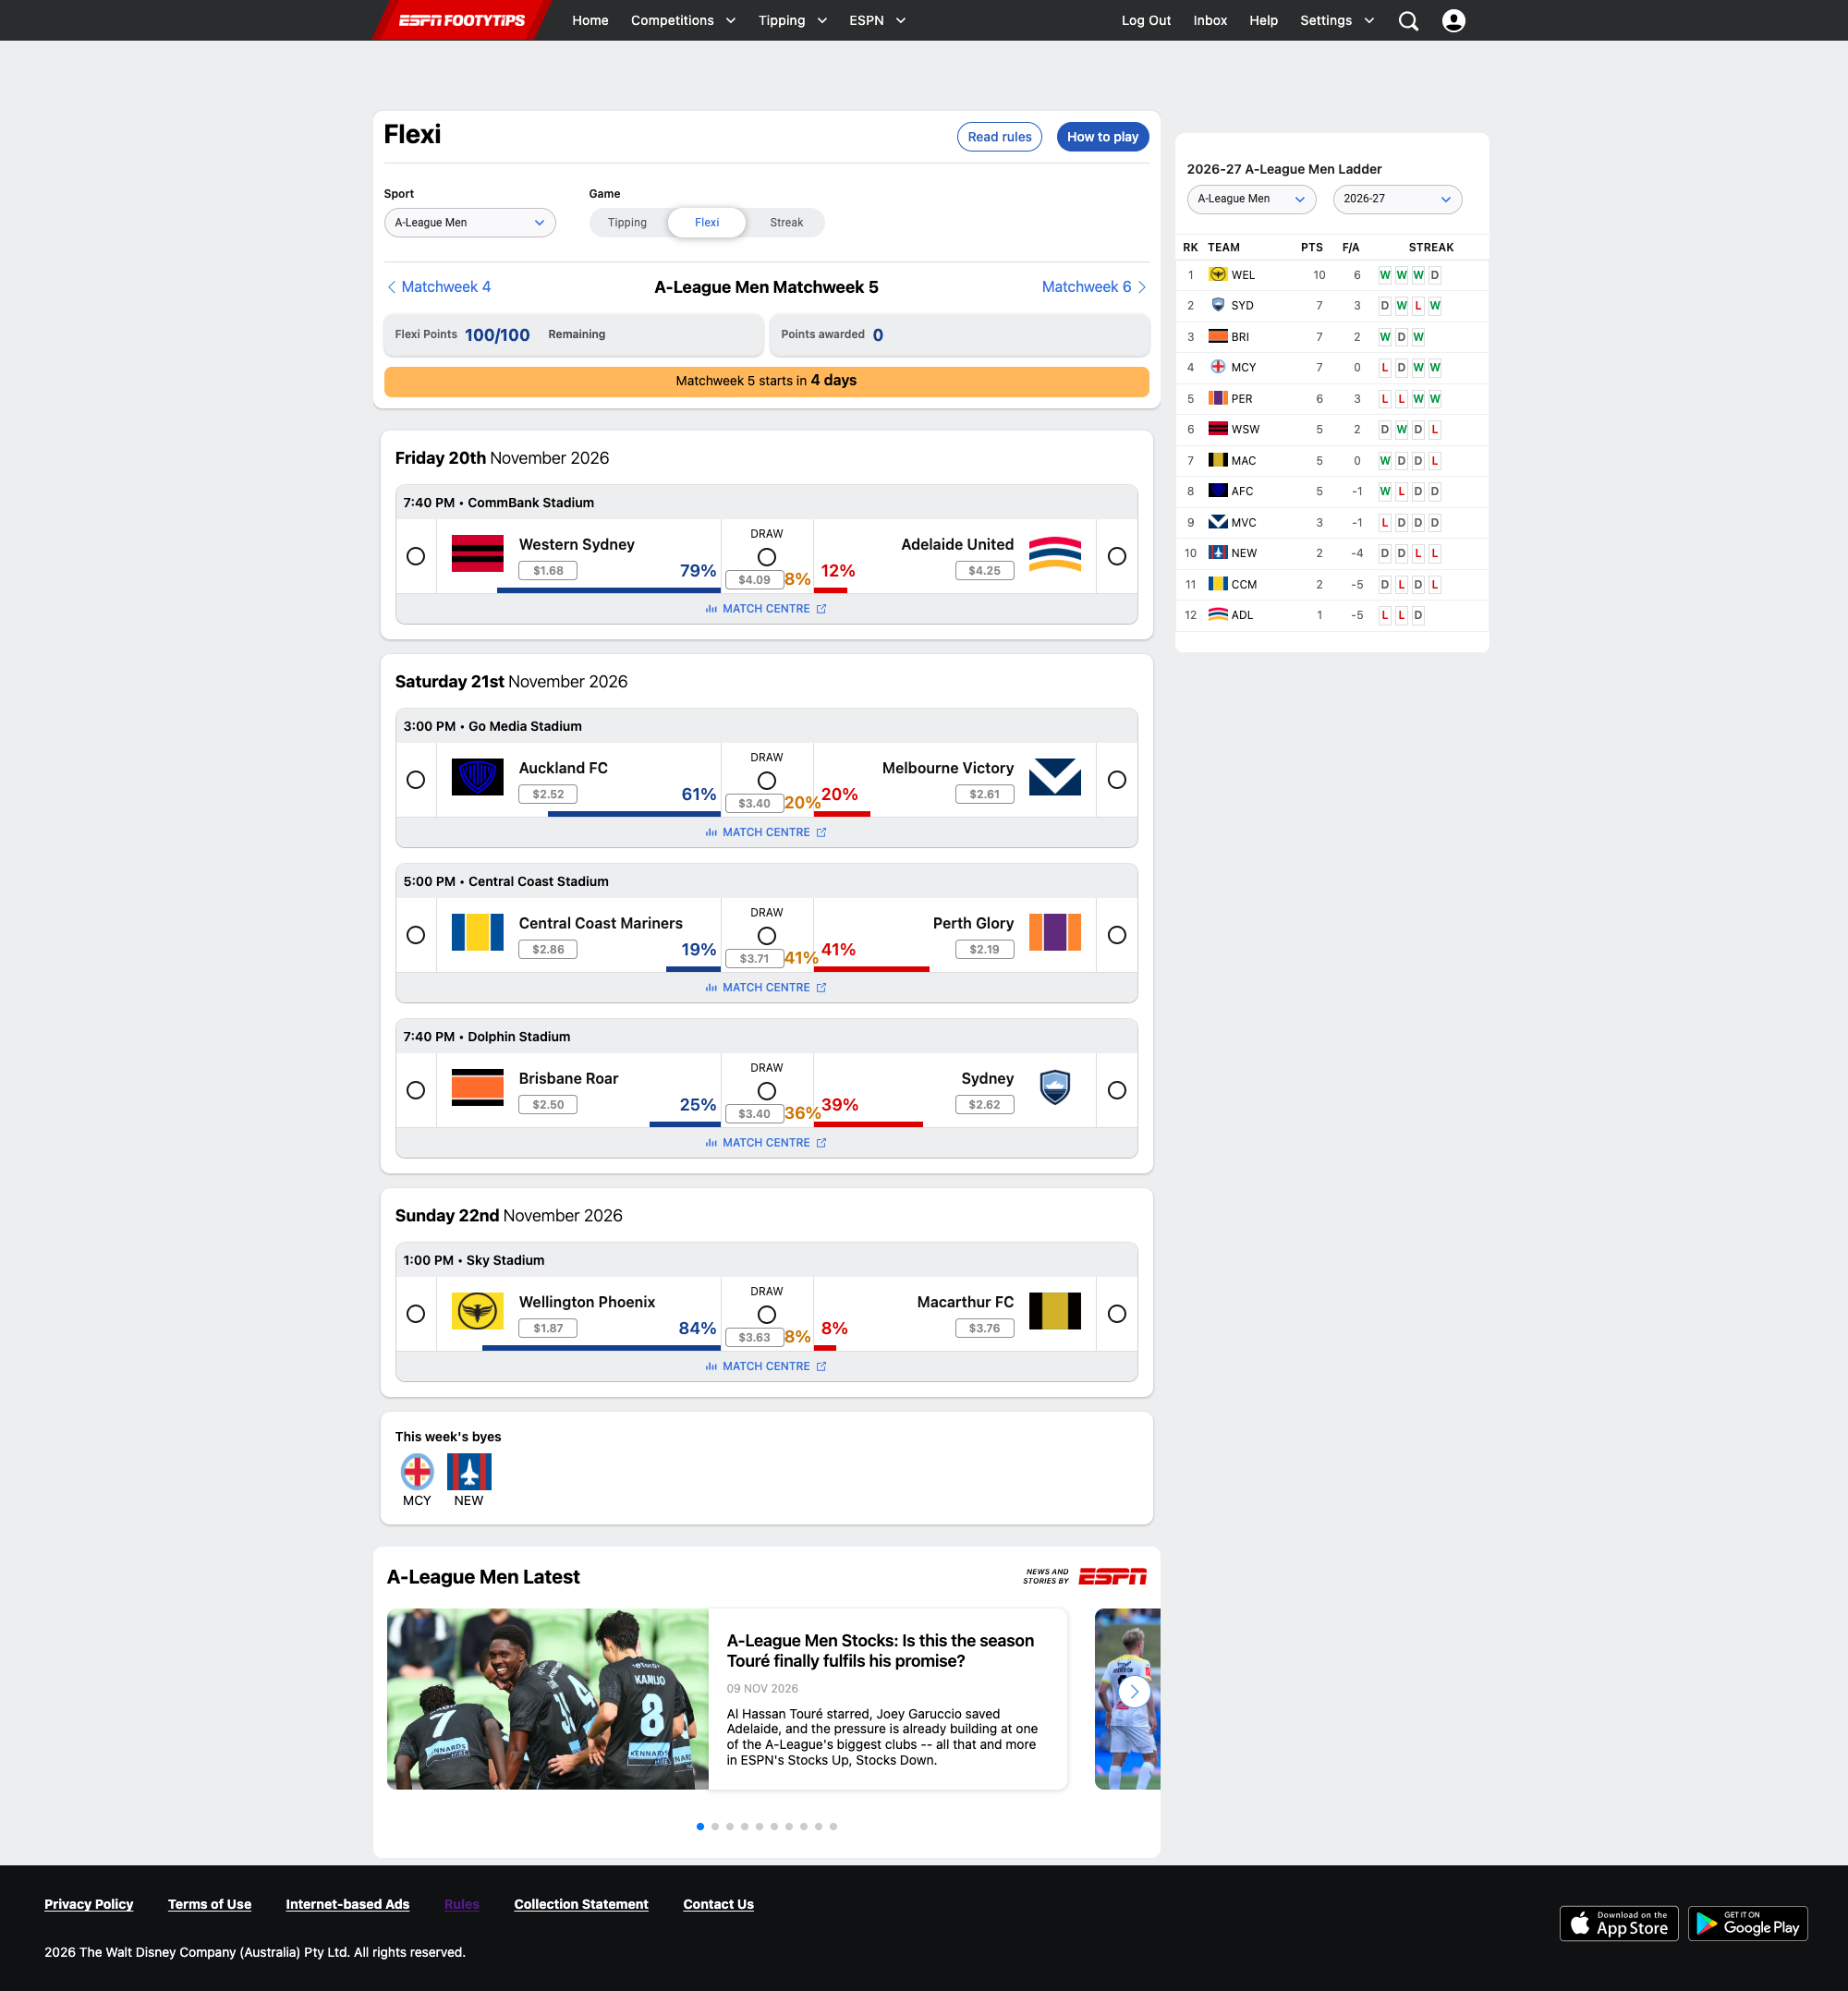 ESPN FOOTYTIPS
Home
Competitions
Tipping
ESPN
Log Out
Inbox
Help
Settings
Flexi
Read rules
How to play
Sport
Game
A-League Men
Tipping
Flexi
Streak
Matchweek 4
A-League Men Matchweek 5
Matchweek 6
Flexi Points 100/100 Remaining
Points awarded 0
Matchweek 5 starts in 4 days
Friday 20th November 2026
7:40 PM • CommBank Stadium
Western Sydney
$1.68
79%
DRAW
$4.09
8%
12%
Adelaide United
$4.25
MATCH CENTRE
Saturday 21st November 2026
3:00 PM • Go Media Stadium
Auckland FC
$2.52
61%
DRAW
$3.40
20%
20%
Melbourne Victory
$2.61
MATCH CENTRE
5:00 PM • Central Coast Stadium
Central Coast Mariners
$2.86
19%
DRAW
$3.71
41%
41%
Perth Glory
$2.19
MATCH CENTRE
7:40 PM • Dolphin Stadium
Brisbane Roar
$2.50
25%
DRAW
$3.40
36%
39%
Sydney
$2.62
MATCH CENTRE
Sunday 22nd November 2026
1:00 PM • Sky Stadium
Wellington Phoenix
$1.87
84%
DRAW
$3.63
8%
8%
Macarthur FC
$3.76
MATCH CENTRE
This week's byes
MCY
NEW
A-League Men Latest
NEWS AND
STORIES BY
ESPN
7
14
KAMIJO
8
KENNARDS
A-League Men Stocks: Is this the season
Touré finally fulfils his promise?
09 NOV 2026
Al Hassan Touré starred, Joey Garuccio saved
Adelaide, and the pressure is already building at one
of the A-League's biggest clubs -- all that and more
in ESPN's Stocks Up, Stocks Down.
2026-27 A-League Men Ladder
A-League Men
2026-27
RK TEAM PTS F/A STREAK
1 WEL 10 6 W W W D
2 SYD 7 3 D W L W
3 BRI 7 2 W D W
4 MCY 7 0 L D W W
5 PER 6 3 L L W W
6 WSW 5 2 D W D L
7 MAC 5 0 W D D L
8 AFC 5 -1 W L D D
9 MVC 3 -1 L D D D
10 NEW 2 -4 D D L L
11 CCM 2 -5 D L D L
12 ADL 1 -5 L L D
Privacy Policy
Terms of Use
Internet-based Ads
Rules
Collection Statement
Contact Us
2026 The Walt Disney Company (Australia) Pty Ltd. All rights reserved.
Download on the
App Store
GET IT ON
Google Play